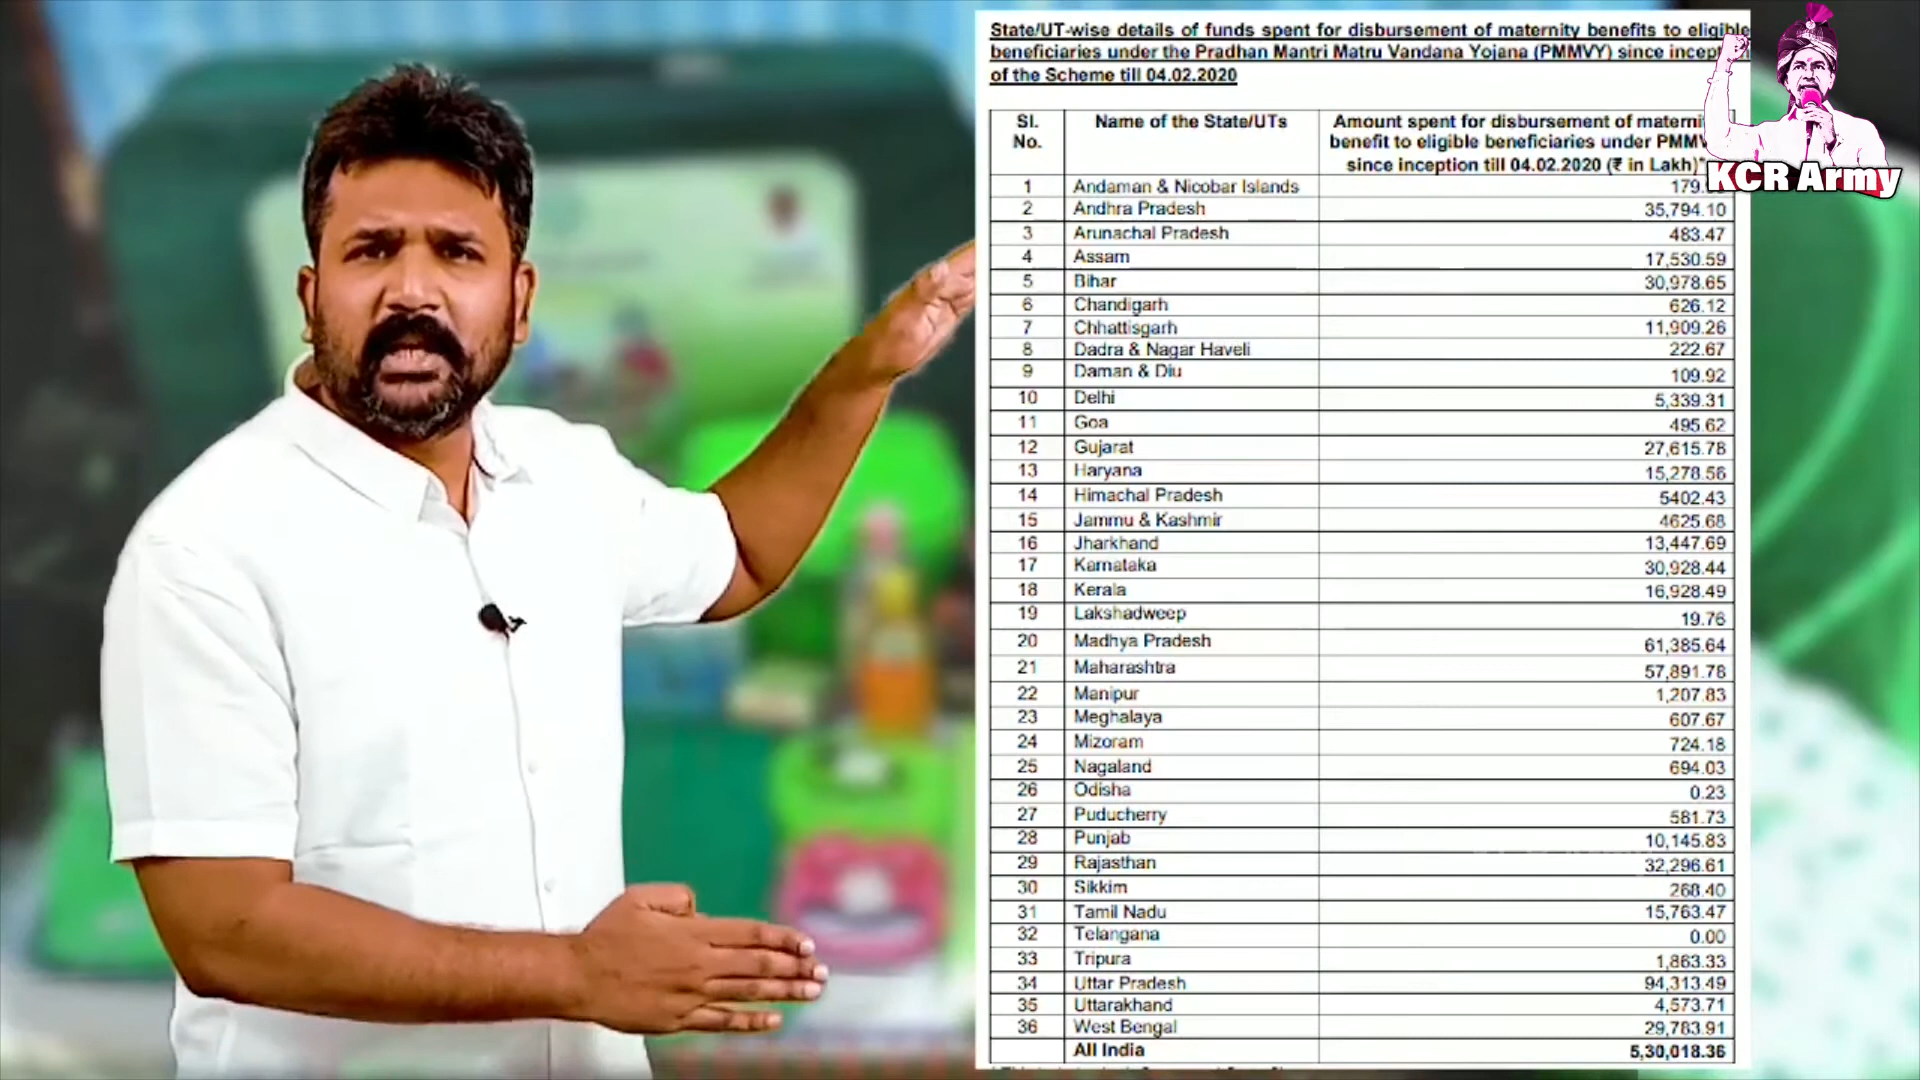 State/UT-wise details of funds spent for disbursement of maternity benefits to eligible
beneficiaries under the Pradhan Mantri Matru Vandana Yojana (PMMVY) since
of the Scheme till 04.02.2020
Sl. No. Name of the State/UTs Amount spent for disbursement of benefit to eligible beneficiaries under since inception till 04.02.2020 (₹ in Lakh)*
KCR Army
1 Andaman & Nicobar Islands
2 Andhra Pradesh 35,794.10
3 Arunachal Pradesh 483.47
4 Assam 17,530.59
5 Bihar 30,978.65
6 Chandigarh 626.12
7 Chhattisgarh 11,909.26
8 Dadra & Nagar Haveli 222.67
9 Daman & Diu 109.92
10 Delhi 5,339.31
11 Goa 495.62
12 Gujarat 27,615.78
13 Haryana 15,278.56
14 Himachal Pradesh 5402.43
15 Jammu & Kashmir 4625.68
16 Jharkhand 13,447.69
17 Karnataka 30,928.44
18 Kerala 16,928.49
19 Lakshadweep 19.76
20 Madhya Pradesh 61,385.64
21 Maharashtra 57,891.78
22 Manipur 1,207.83
23 Meghalaya 607.67
24 Mizoram 724.18
25 Nagaland 694.03
26 Odisha 0.23
27 Puducherry 581.73
28 Punjab 10,145.83
29 Rajasthan 32,296.61
30 Sikkim 268.40
31 Tamil Nadu 15,763.47
32 Telangana 0.00
33 Tripura 1,863.33
34 Uttar Pradesh 94,313.49
35 Uttarakhand 4,573.71
36 West Bengal 29,783.91
All India 5,30,018.36